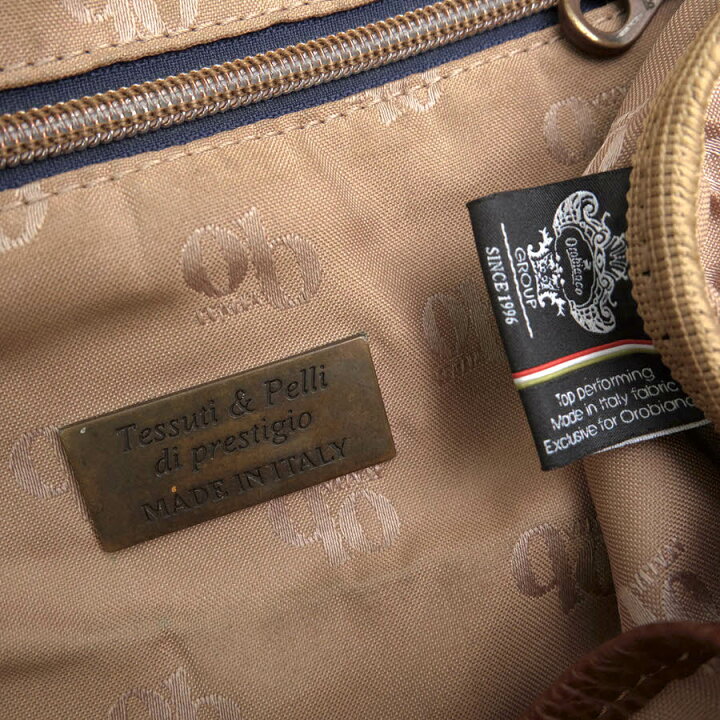 Tessuti & Pelli
di prestigio
MADE IN ITALY
Orobianco
GROUP
SINCE 1996
Top performing
Made in Italy fabric
Exclusive for Orobianc